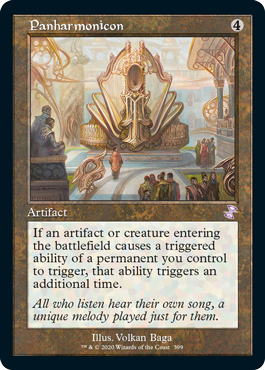 Panharmonicon 4
Artifact
If an artifact or creature entering
the battlefield causes a triggered
ability of a permanent you control
to trigger, that ability triggers an
additional time.
All who listen hear their own song, a
unique melody played just for them.
Illus. Volkan Baga
™ & © 2020 Wizards of the Coast 399